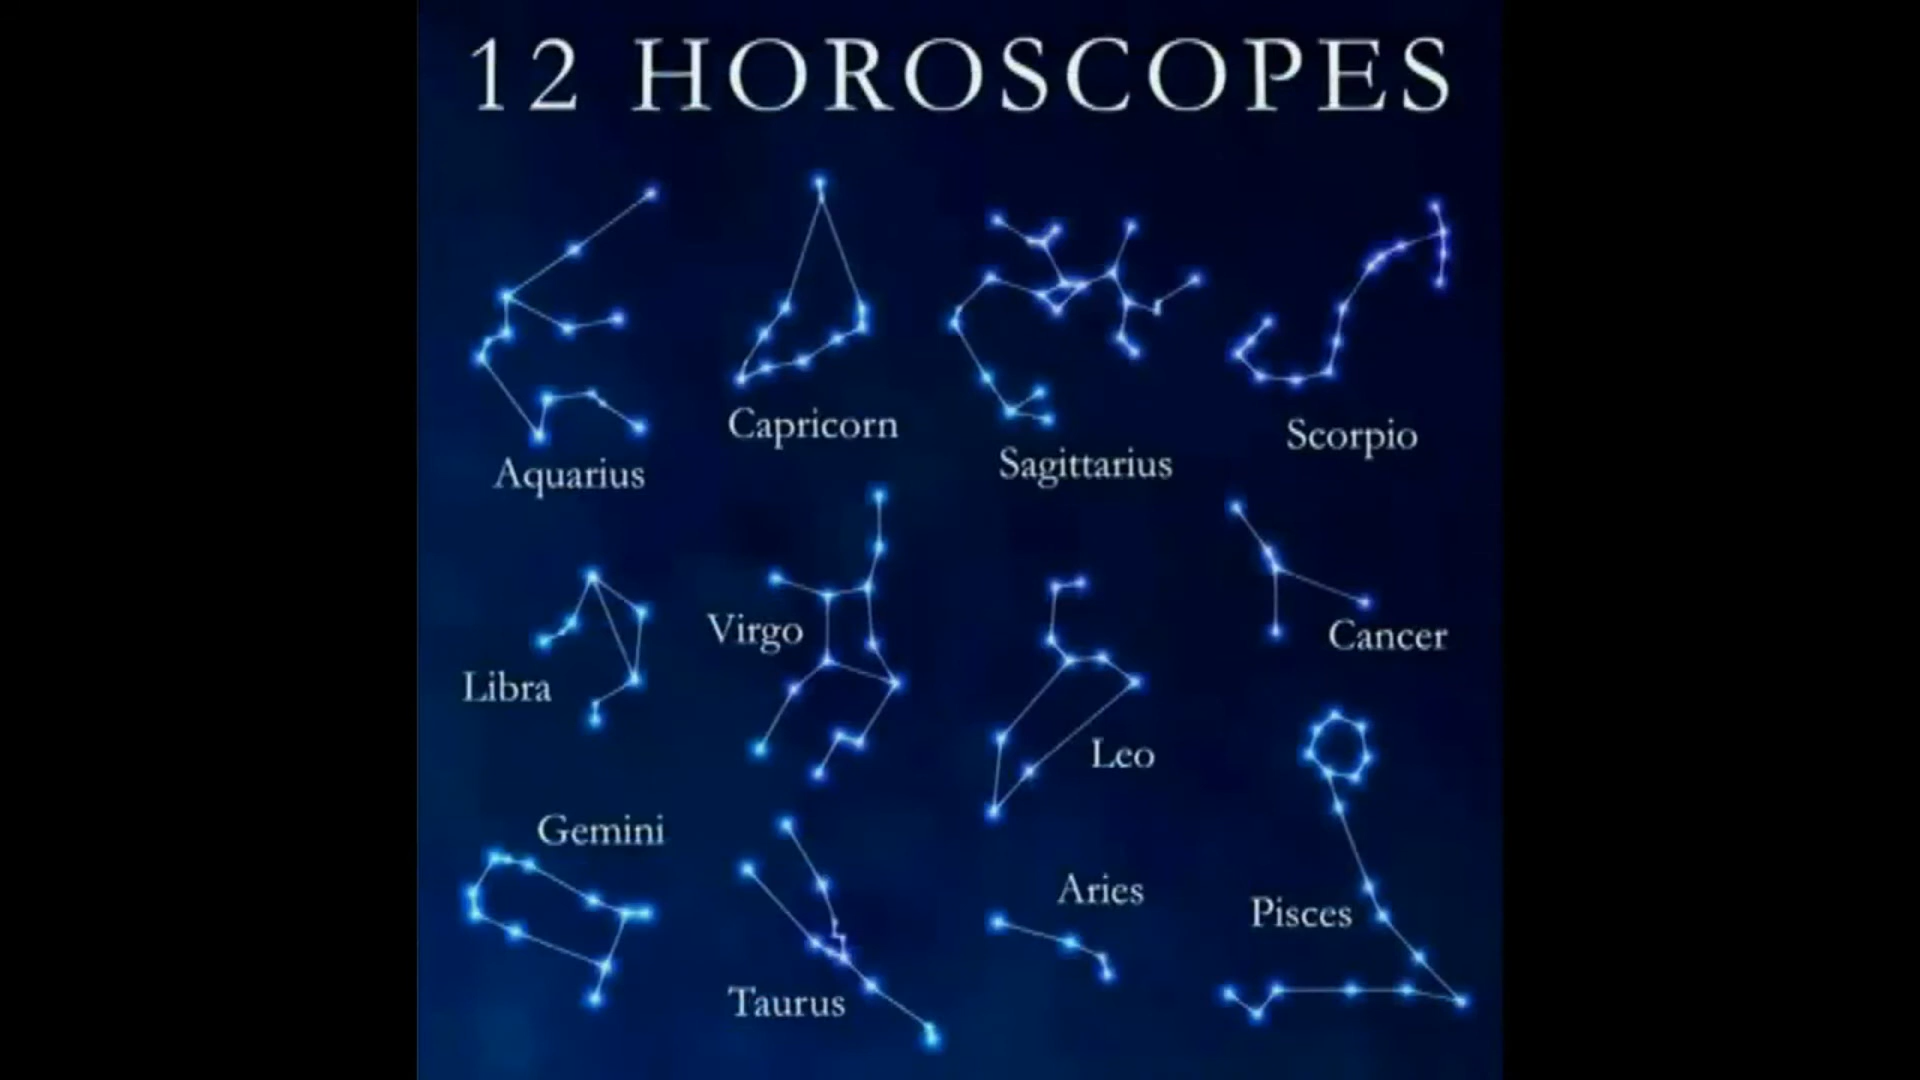 12 HOROSCOPES
Aquarius
Capricorn
Sagittarius
Scorpio
Libra
Virgo
Leo
Cancer
Gemini
Taurus
Aries
Pisces